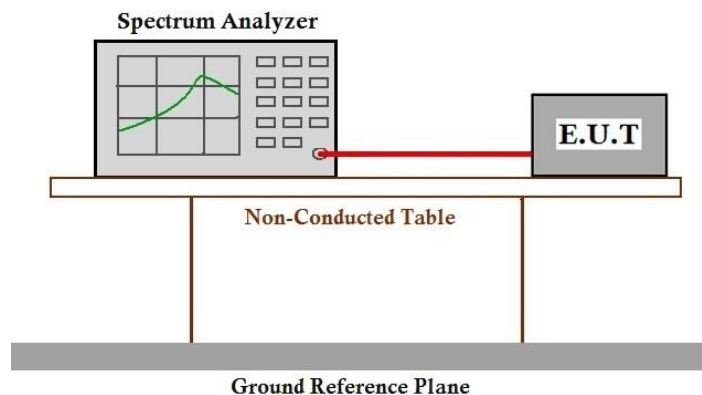 Spectrum Analyzer
E.U.T
Non-Conducted Table
Ground Reference Plane